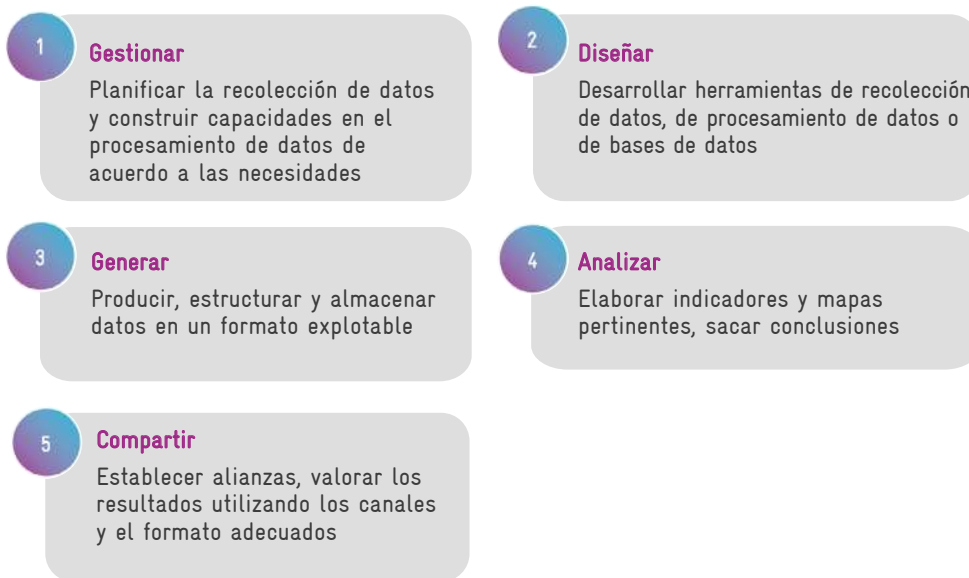 1
Gestionar
Planificar la recolección de datos
y construir capacidades en el
procesamiento de datos de
acuerdo a las necesidades
2
Diseñar
Desarrollar herramientas de recolección
de datos, de procesamiento de datos o
de bases de datos
3
Generar
Producir, estructurar y almacenar
datos en un formato explotable
4
Analizar
Elaborar indicadores y mapas
pertinentes, sacar conclusiones
5
Compartir
Establecer alianzas, valorar los
resultados utilizando los canales
y el formato adecuados